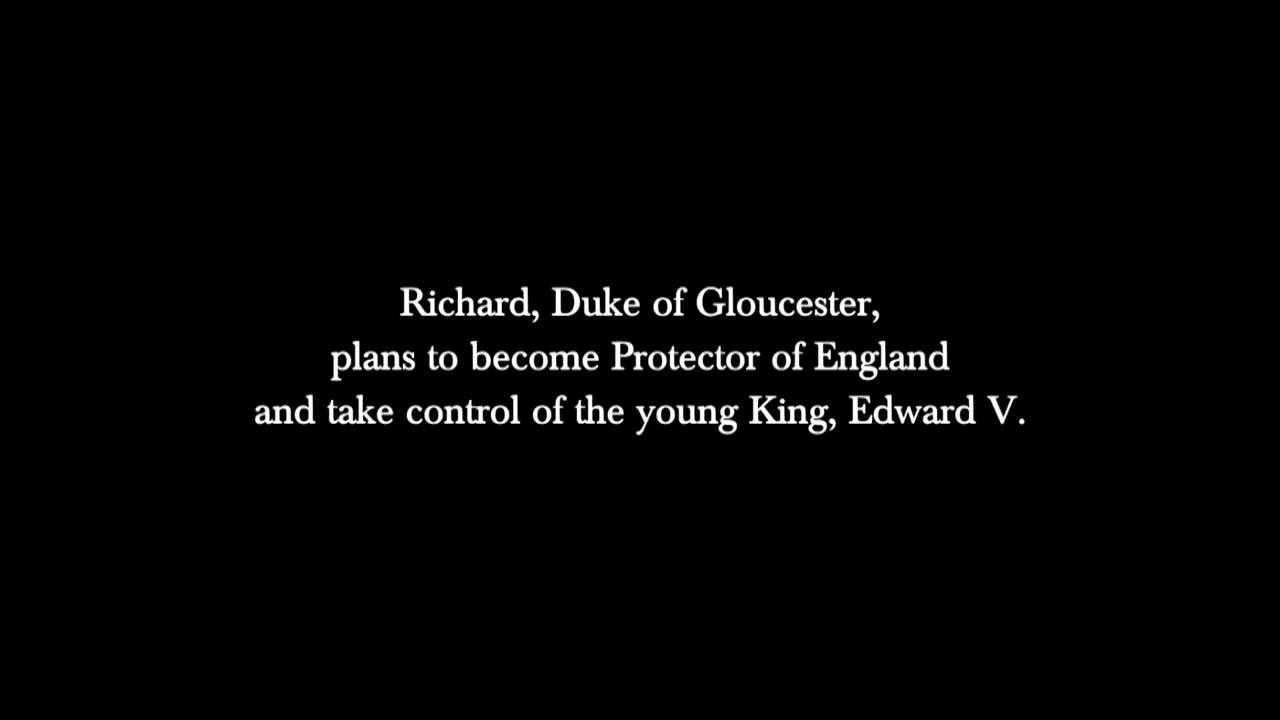 Richard, Duke of Gloucester,
plans to become Protector of England
and take control of the young King, Edward V.